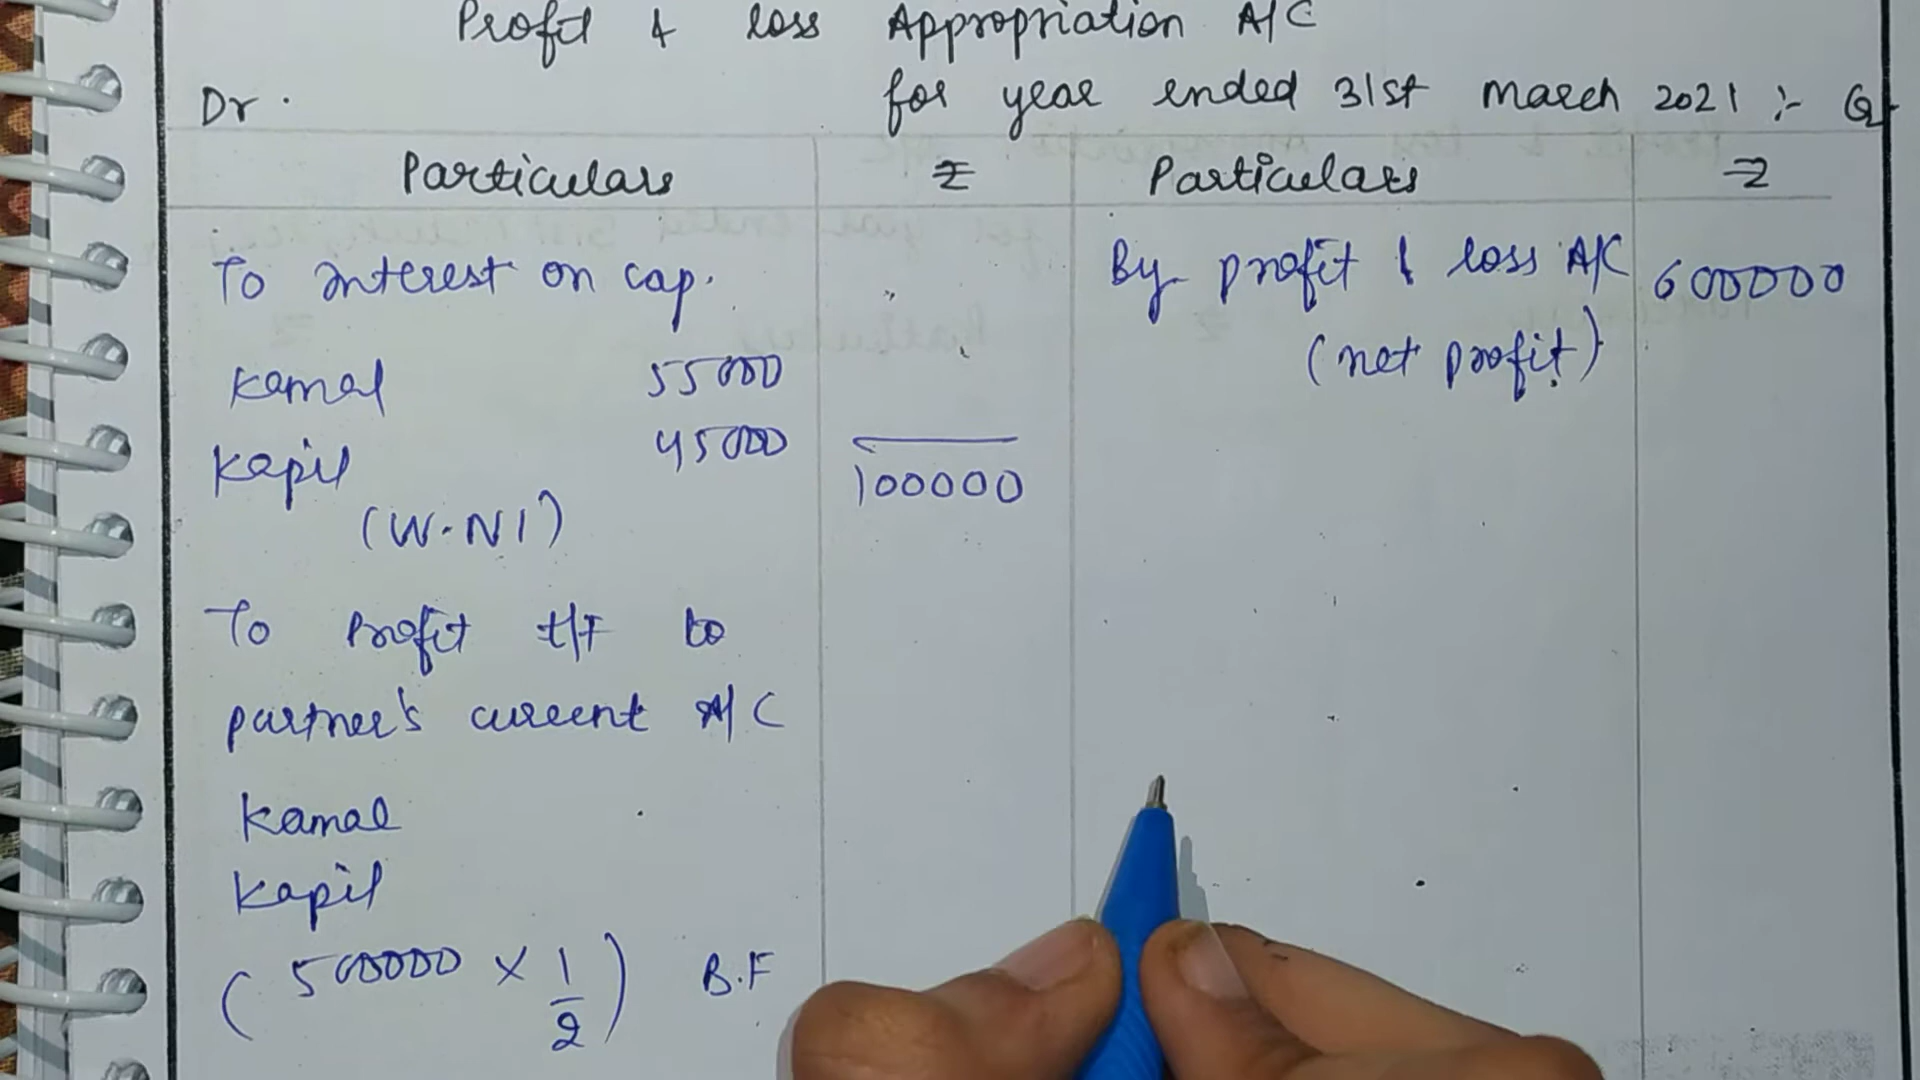 Profit & loss Appropriation A/C
Dr. for year ended 31st march 2021 :-
Particulars ₹ Particulars ₹
To Interest on cap. By profit & loss A/C 600000
(net profit)
Kamal 55000
Kapil 45000
100000
(W.N1)
To Profit t/f to
partner's current A/C
Kamal
Kapil
(500000 × 1/2) B.F